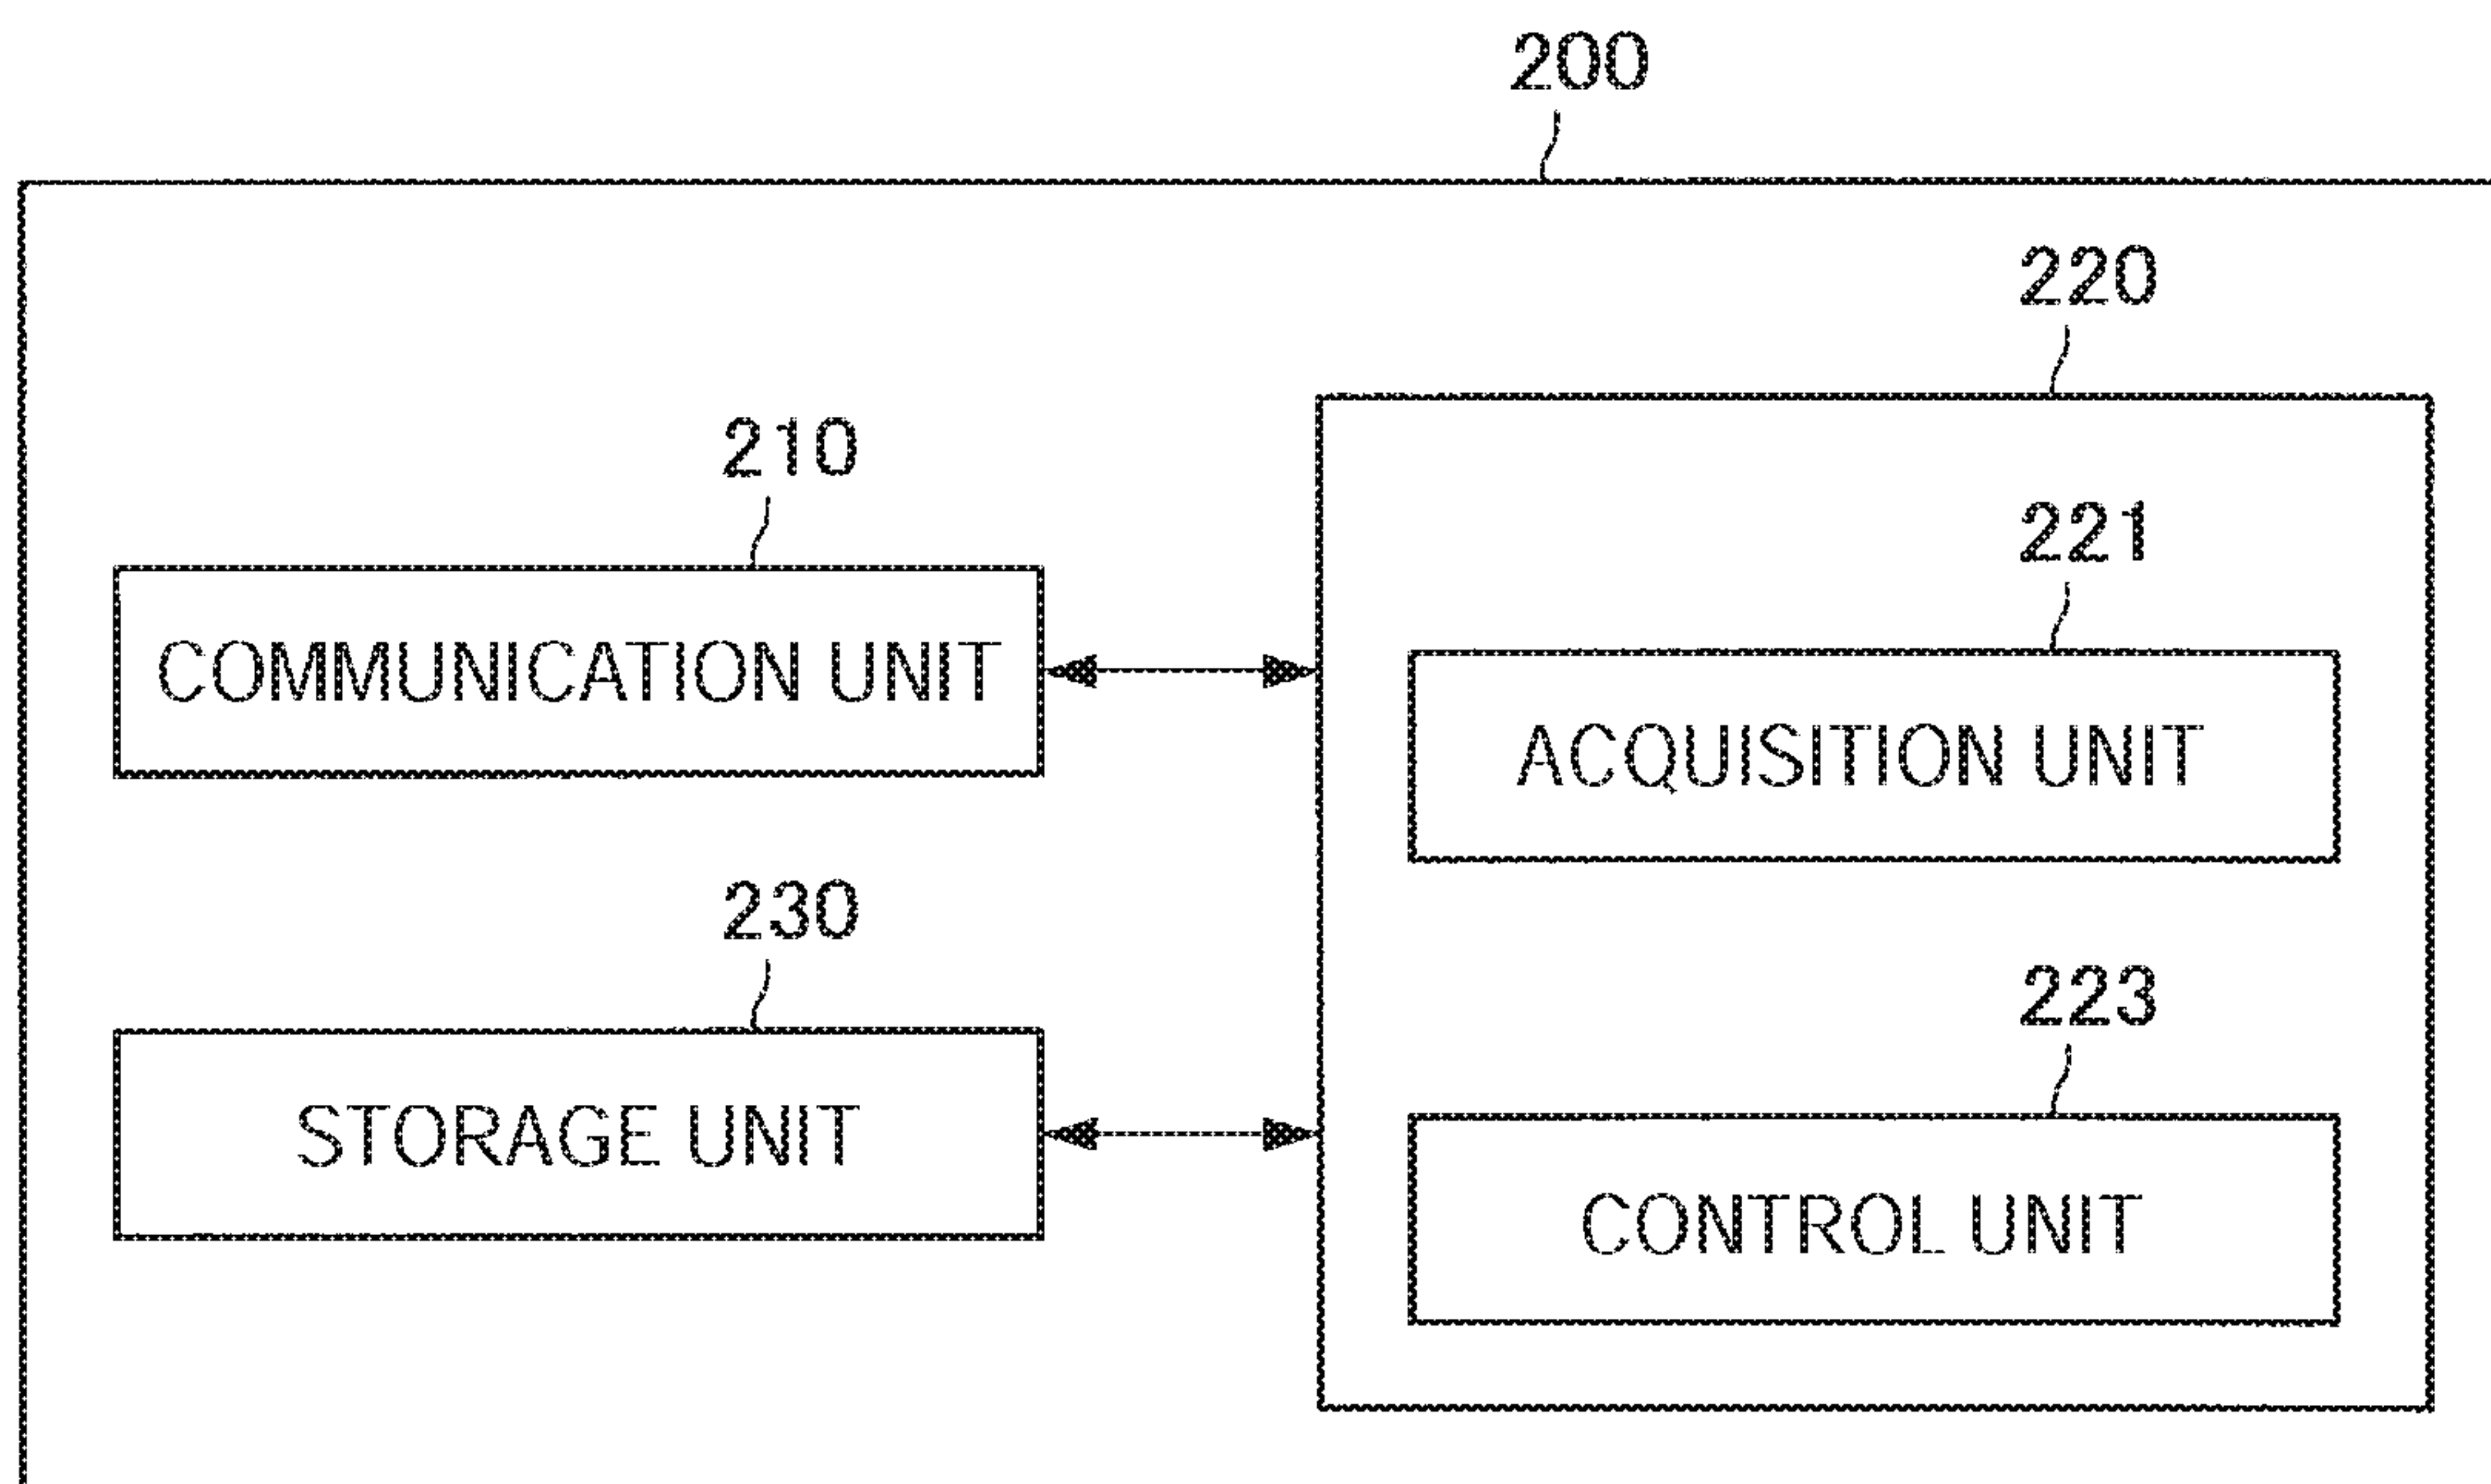 200
220
210
221
COMMUNICATION UNIT
ACQUISITION UNIT
230
223
STORAGE UNIT
CONTROL UNIT